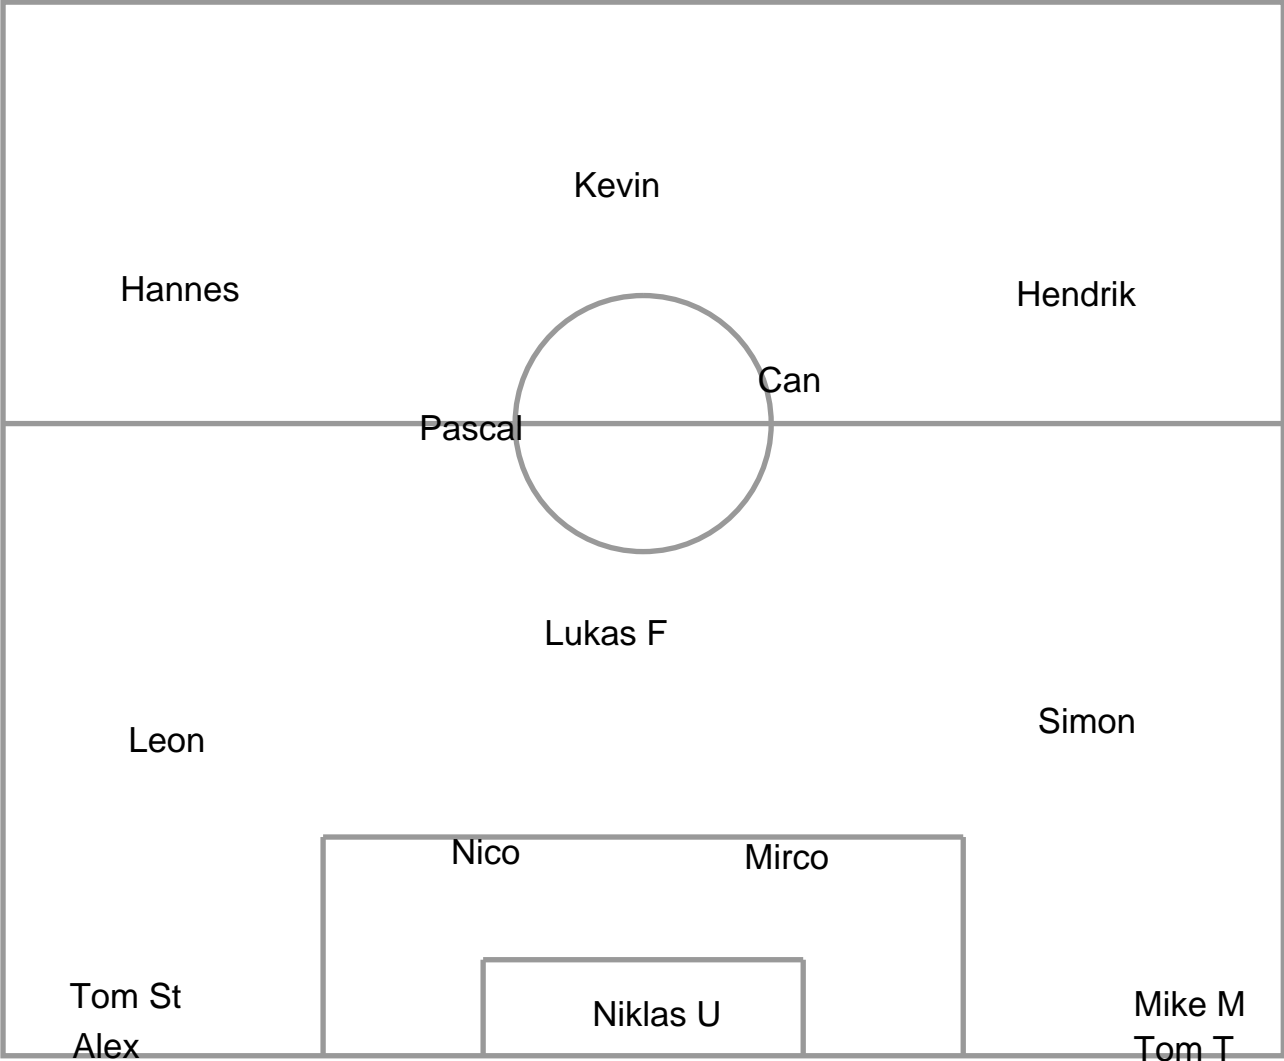 Kevin
Hannes
Hendrik
Can
Pascal
Lukas F
Simon
Leon
Nico
Mirco
Tom St
Mike M
Niklas U
Alex
Tom T